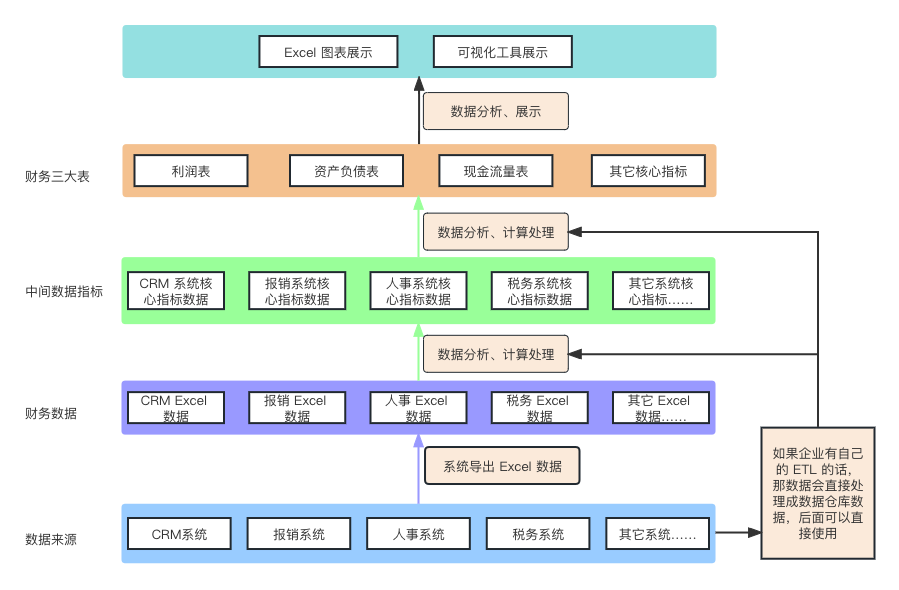 Excel 图表展示
可视化工具展示
数据分析、展示
财务三大表
利润表
资产负债表
现金流量表
其它核心指标
数据分析、计算处理
中间数据指标
CRM 系统核
心指标数据
报销系统核
心指标数据
人事系统核
心指标数据
税务系统核
心指标数据
其它系统核
心指标……
数据分析、计算处理
财务数据
CRM Excel
数据
报销 Excel
数据
人事 Excel
数据
税务 Excel
数据
其它 Excel
数据……
系统导出 Excel 数据
如果企业有自己
的 ETL 的话，
那数据会直接处
理成数据仓库数
据，后面可以直
接使用
数据来源
CRM系统
报销系统
人事系统
税务系统
其它系统……